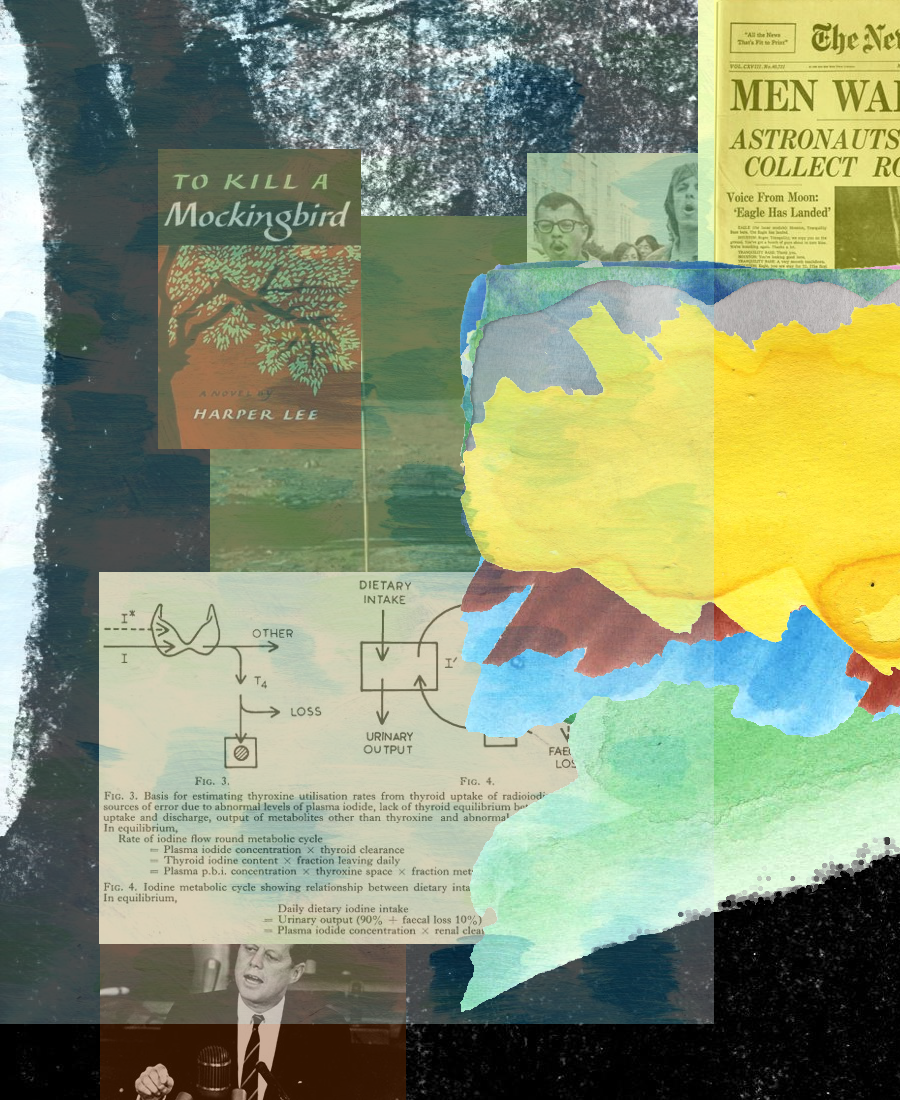 "All the News
That's Fit to Print"
The Ne
VOL. CXVIII
MEN WA
ASTRONAUTS
COLLECT RO
Voice From Moon:
'Eagle Has Landed'
TO KILL A
Mockingbird
A NOVEL BY
HARPER LEE
DIETARY
INTAKE
I*
I
OTHER
T4
LOSS
I'
URINARY
OUTPUT
FAE
LOS
FIG. 3.
FIG. 4.
FIG. 3. Basis for estimating thyroxine utilisation rates from thyroid uptake of radioiodi
sources of error due to abnormal levels of plasma iodide, lack of thyroid equilibrium be
uptake and discharge, output of metabolites other than thyroxine and abnormal
In equilibrium,
Rate of iodine flow round metabolic cycle
= Plasma iodide concentration × thyroid clearance
= Thyroid iodine content × fraction leaving daily
= Plasma p.b.i. concentration × thyroxine space × fraction met
FIG. 4. Iodine metabolic cycle showing relationship between dietary inta
In equilibrium,
Daily dietary iodine intake
= Urinary output (90% + faecal loss 10%)
= Plasma iodide concentration × renal clea